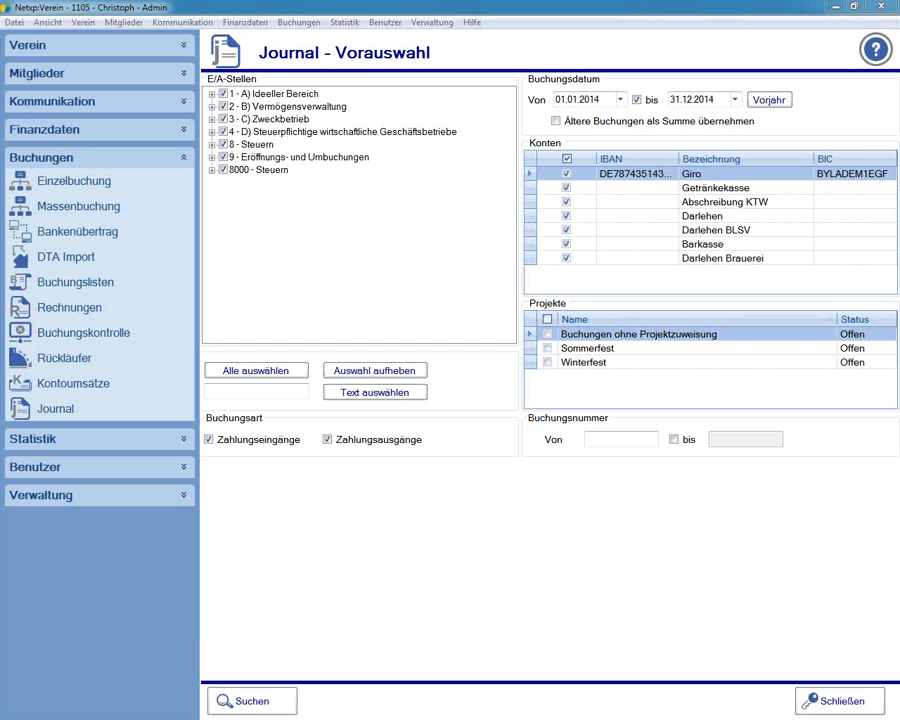 Netxp:Verein - 1105 - Christoph - Admin
Datei Ansicht Verein Mitglieder Kommunikation Finanzdaten Buchungen Statistik Benutzer Verwaltung Hilfe
Verein
Mitglieder
Kommunikation
Finanzdaten
Buchungen
Einzelbuchung
Massenbuchung
Bankenübertrag
DTA Import
Buchungslisten
Rechnungen
Buchungskontrolle
Rückläufer
Kontoumsätze
Journal
Statistik
Benutzer
Verwaltung
Journal - Vorauswahl
?
E/A-Stellen
1 - A) Ideeller Bereich
2 - B) Vermögensverwaltung
3 - C) Zweckbetrieb
4 - D) Steuerpflichtige wirtschaftliche Geschäftsbetriebe
8 - Steuern
9 - Eröffnungs- und Umbuchungen
8000 - Steuern
Alle auswählen Auswahl aufheben
Text auswählen
Buchungsart
Zahlungseingänge Zahlungsausgänge
Buchungsdatum
Von 01.01.2014 bis 31.12.2014 Vorjahr
Ältere Buchungen als Summe übernehmen
Konten
IBAN Bezeichnung BIC
DE787435143... Giro BYLADEM1EGF
Getränkekasse
Abschreibung KTW
Darlehen
Darlehen BLSV
Barkasse
Darlehen Brauerei
Projekte
Name Status
Buchungen ohne Projektzuweisung Offen
Sommerfest Offen
Winterfest Offen
Buchungsnummer
Von bis
Suchen
Schließen